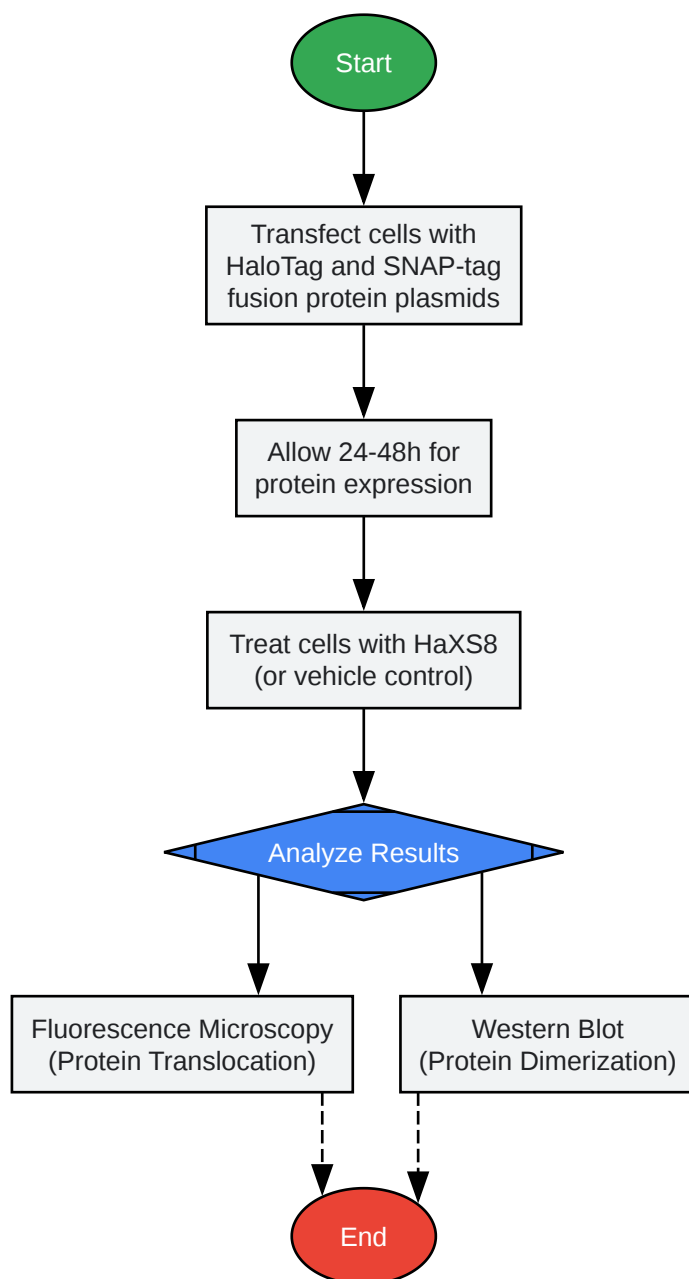 Start
Transfect cells with
HaloTag and SNAP-tag
fusion protein plasmids
Allow 24-48h for
protein expression
Treat cells with HaXS8
(or vehicle control)
Analyze Results
Fluorescence Microscopy
(Protein Translocation)
Western Blot
(Protein Dimerization)
End